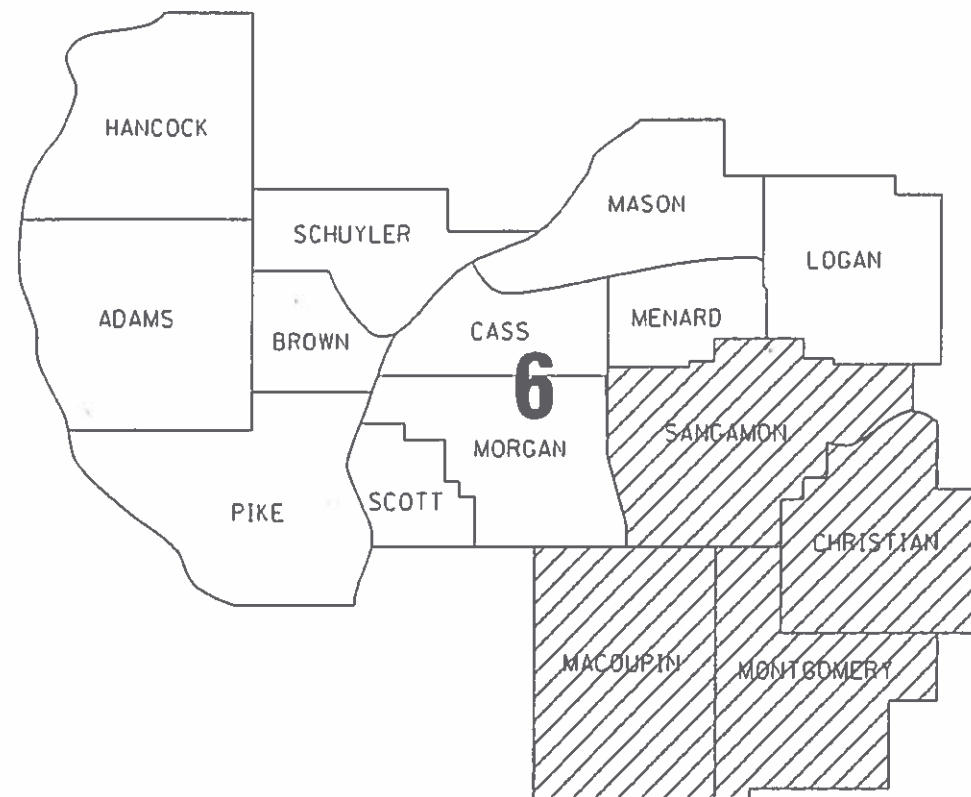 HANCOCK
MASON
SCHUYLER
LOGAN
ADAMS
MENARD
CASS
BROWN
6
SANGAMON
MORGAN
SCOTT
PIKE
CHRISTIAN
MACOUPIN
MONTGOMERY